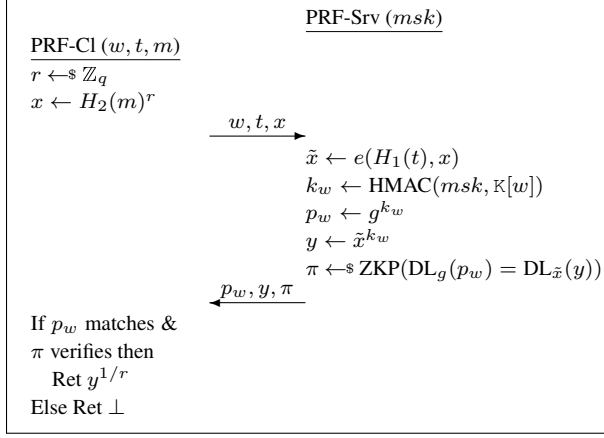 PRF-Srv (msk)
PRF-Cl (w, t, m)
r ←$ ℤ_q
x ← H_2(m)^r
w, t, x
x̃ ← e(H_1(t), x)
k_w ← HMAC(msk, 𝕂[w])
p_w ← g^{k_w}
y ← x̃^{k_w}
π ←$ ZKP(DL_g(p_w) = DL_x̃(y))
p_w, y, π
If p_w matches &
π verifies then
Ret y^{1/r}
Else Ret ⊥